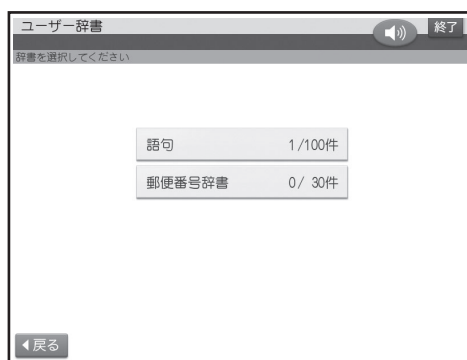 ユーザー辞書
終了
辞書を選択してください
語句 1/100件
郵便番号辞書 0/ 30件
◀戻る